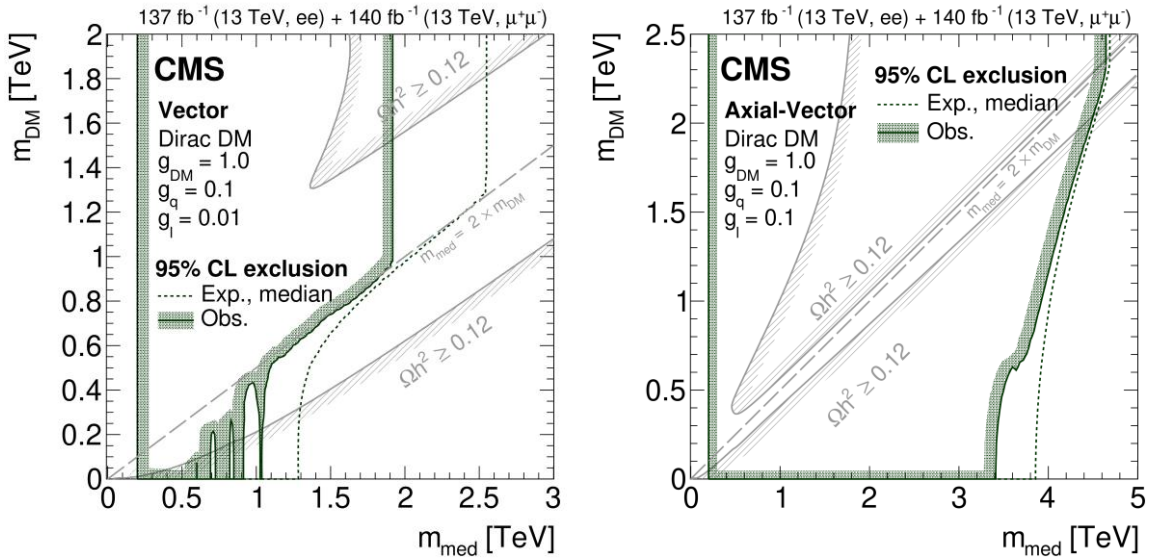 137 fb⁻¹ (13 TeV, ee) + 140 fb⁻¹ (13 TeV, μ⁺μ⁻)
m_DM [TeV]
2
1.8
1.6
1.4
1.2
1
0.8
0.6
0.4
0.2
0
CMS
Vector
Dirac DM
g_DM = 1.0
g_q = 0.1
g_l = 0.01
95% CL exclusion
Exp., median
Obs.
Ωh² ≥ 0.12
m_med = 2 × m_DM
Ωh² ≥ 0.12
0 0.5 1 1.5 2 2.5 3
m_med [TeV]
137 fb⁻¹ (13 TeV, ee) + 140 fb⁻¹ (13 TeV, μ⁺μ⁻)
m_DM [TeV]
2.5
2
1.5
1
0.5
0
CMS
Axial-Vector
Dirac DM
g_DM = 1.0
g_q = 0.1
g_l = 0.1
95% CL exclusion
Exp., median
Obs.
m_med = 2 × m_DM
Ωh² ≥ 0.12
Ωh² ≥ 0.12
0 1 2 3 4 5
m_med [TeV]